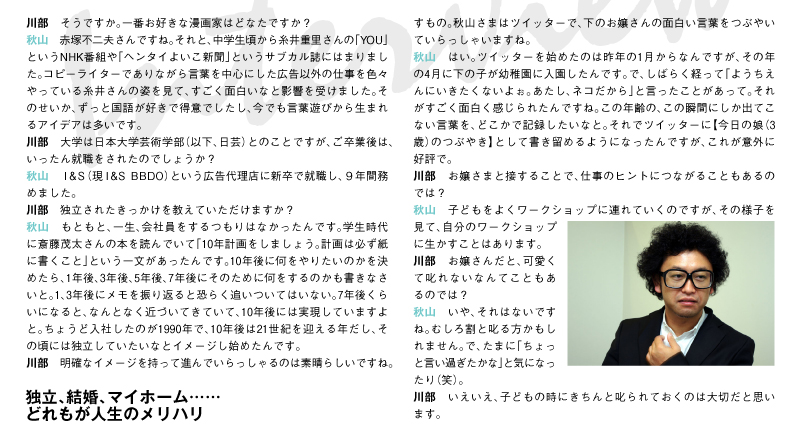 川部　そうですか。一番お好きな漫画家はどなたですか？
秋山　赤塚不二夫さんですね。それと、中学生頃から糸井重里さんの「YOU」
というNHK番組や「ヘンタイよいこ新聞」というサブカル誌にはまりまし
た。コピーライターでありながら言葉を中心にした広告以外の仕事を色々
やっている糸井さんの姿を見て、すごく面白いなと影響を受けました。そ
のせいか、ずっと国語が好きで得意でしたし、今でも言葉遊びから生まれ
るアイデアは多いです。
川部　大学は日本大学芸術学部（以下、日芸）とのことですが、ご卒業後は、
いったん就職をされたのでしょうか？
秋山　I＆S（現I＆S BBDO）という広告代理店に新卒で就職し、９年間務
めました。
川部　独立されたきっかけを教えていただけますか？
秋山　もともと、一生、会社員をするつもりはなかったんです。学生時代
に斎藤茂太さんの本を読んでいて「10年計画をしましょう。計画は必ず紙
に書くこと」という一文があったんです。10年後に何をやりたいのかを決
めたら、1年後、3年後、5年後、7年後にそのために何をするのかも書きなさ
いと。1、3年後にメモを振り返ると恐らく追いついてはいない。7年後くら
いになると、なんとなく近づいてきていて、10年後には実現していますよ
と。ちょうど入社したのが1990年で、10年後は21世紀を迎える年だし、そ
の頃には独立していたいなとイメージし始めたんです。
川部　明確なイメージを持って進んでいらっしゃるのは素晴らしいですね。
独立、結婚、マイホーム……
どれもが人生のメリハリ
すもの。秋山さまはツイッターで、下のお嬢さんの面白い言葉をつぶやい
ていらっしゃいますね。
秋山　はい。ツイッターを始めたのは昨年の1月からなんですが、その年
の4月に下の子が幼稚園に入園したんです。で、しばらく経って「ようちえ
んにいきたくないよぉ。あたし、ネコだから」と言ったことがあって。それ
がすごく面白く感じられたんですね。この年齢の、この瞬間にしか出てこ
ない言葉を、どこかで記録したいなと。それでツイッターに【今日の娘（3
歳）のつぶやき】として書き留めるようになったんですが、これが意外に
好評で。
川部　お嬢さまと接することで、仕事のヒントにつながることもあるの
では？
秋山　子どもをよくワークショップに連れていくのですが、その様子を
見て、自分のワークショップ
に生かすことはあります。
川部　お嬢さんだと、可愛く
て叱れないなんてこともあ
るのでは？
秋山　いや、それはないです
ね。むしろ割と叱る方かもし
れません。で、たまに「ちょっ
と言い過ぎたかな」と気になっ
たり（笑）。
川部　いえいえ、子どもの時にきちんと叱られておくのは大切だと思い
ます。